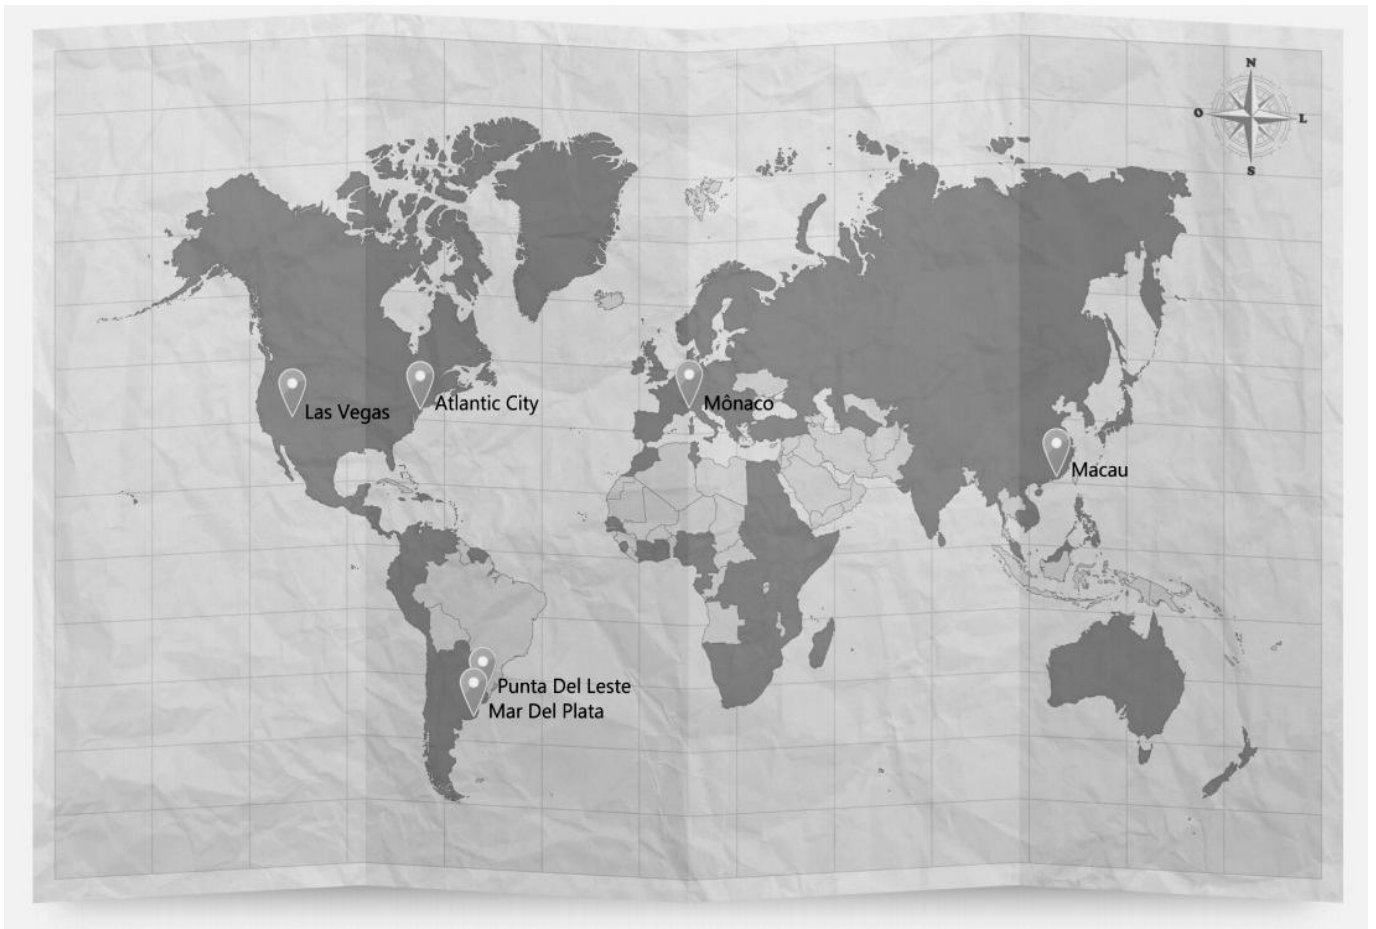 N
O
L
S
Las Vegas
Atlantic City
Mônaco
Macau
Punta Del Leste
Mar Del Plata